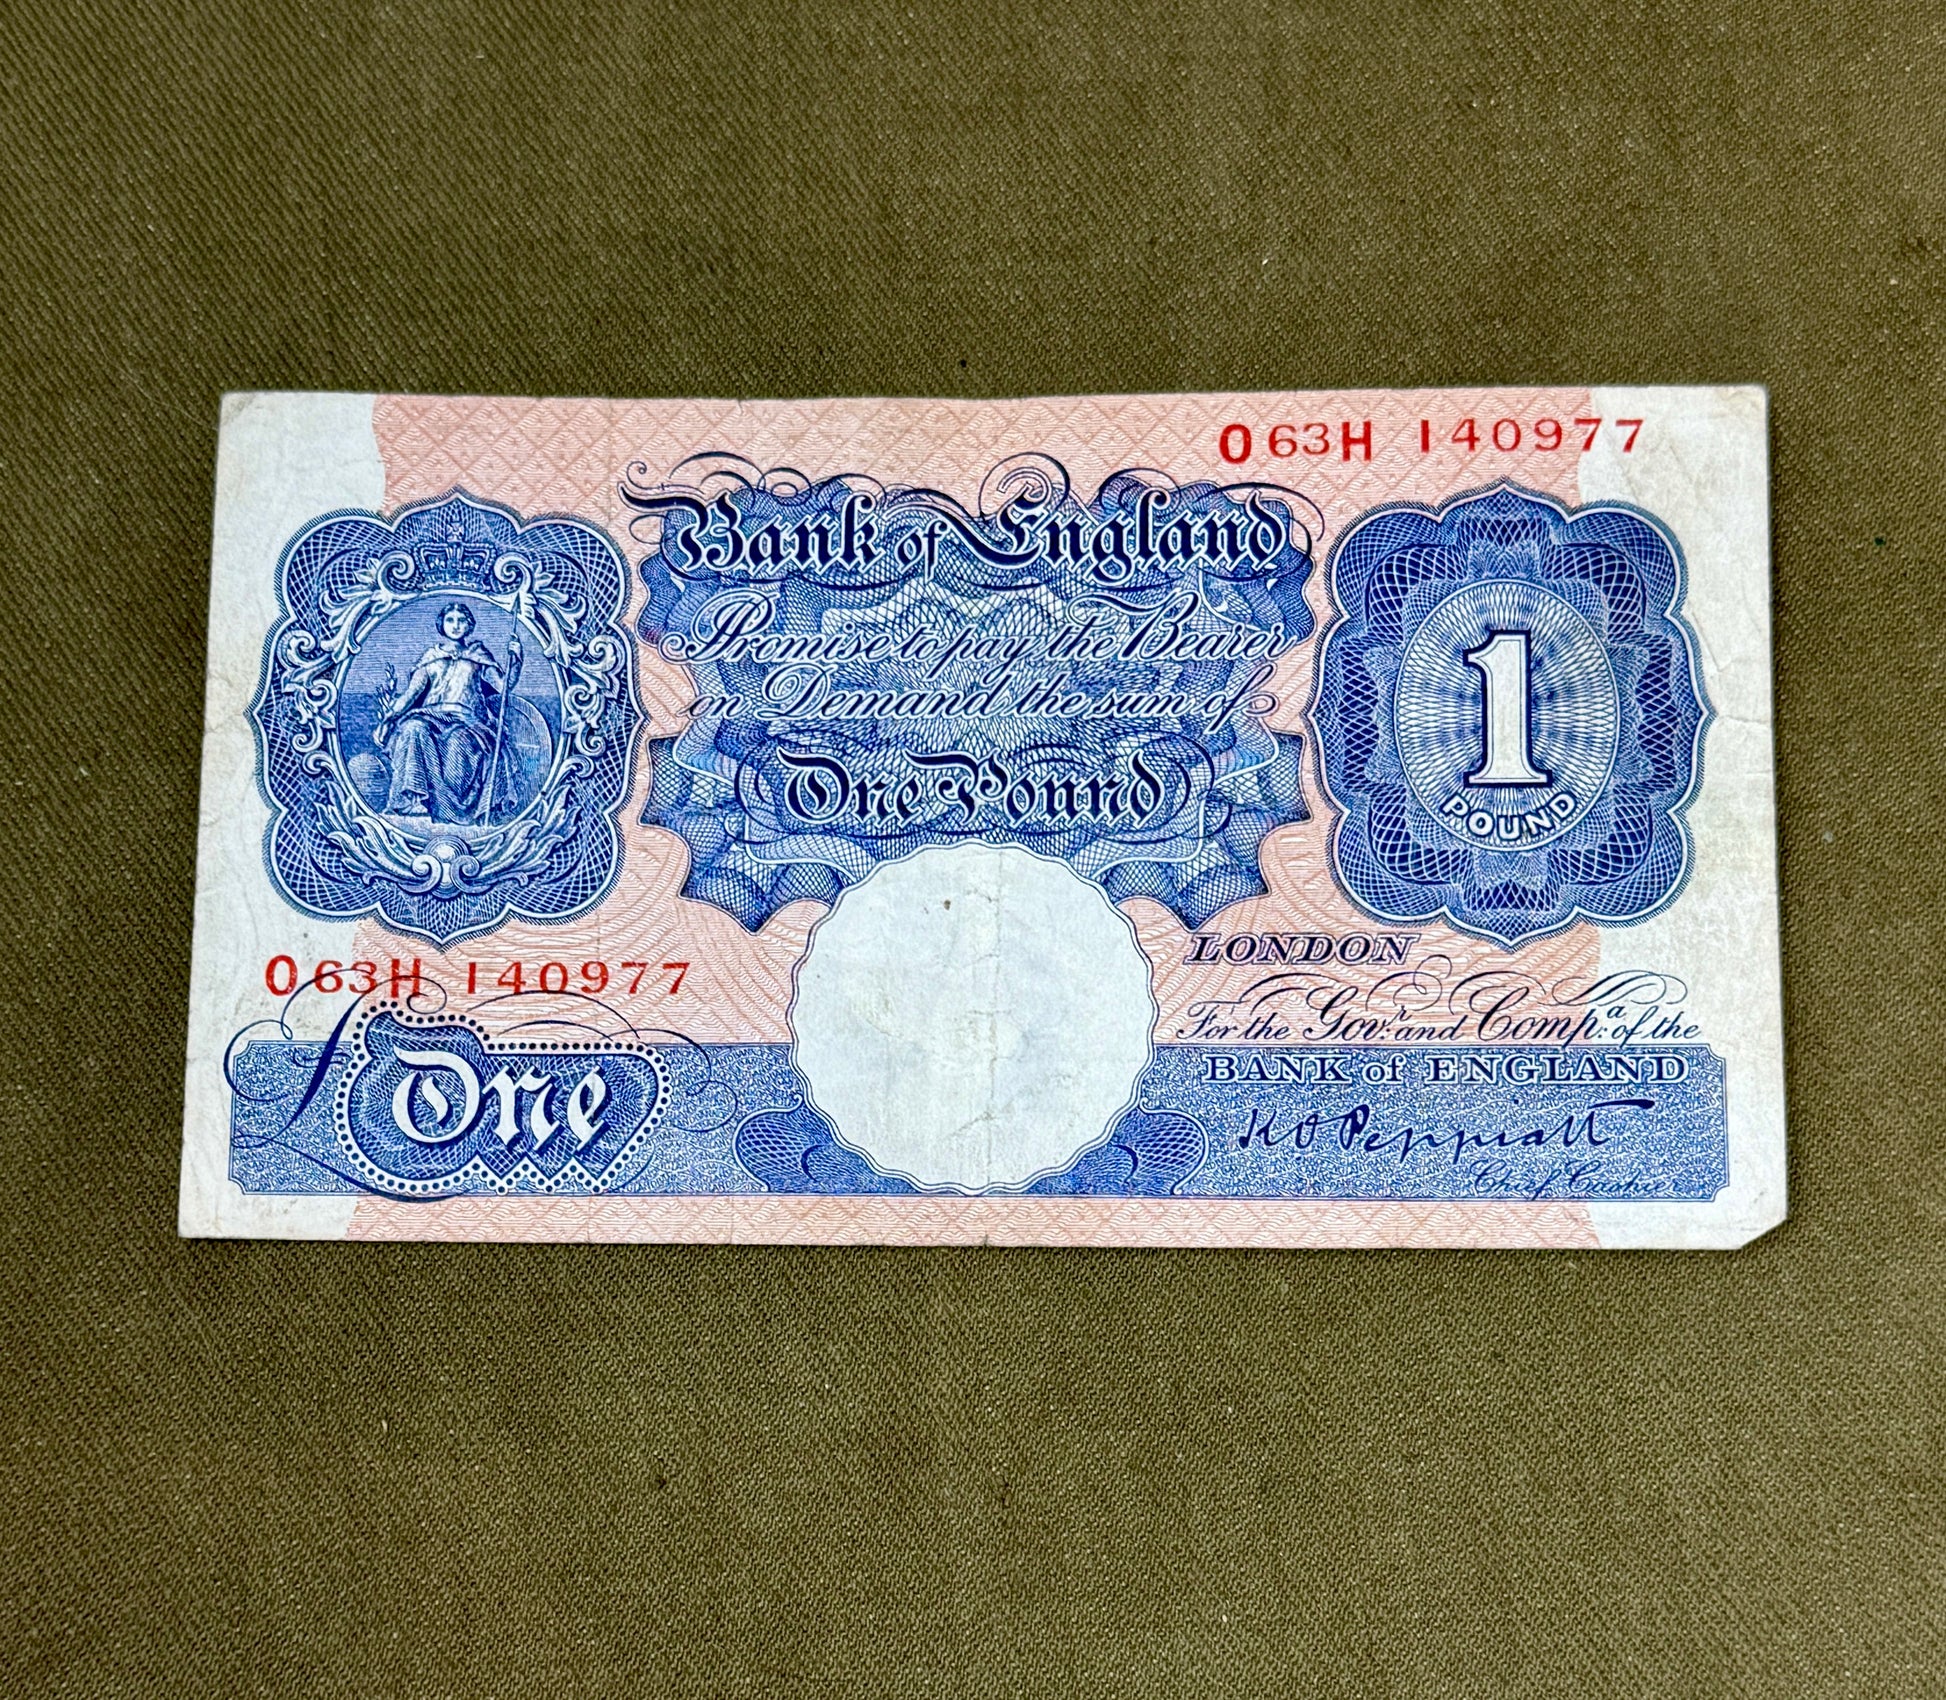 O63H 140977
Bank of England
Promise to pay the Bearer
on Demand the sum of
One Pound
1
POUND
O63H 140977
£One
LONDON
For the Govr. and Compa. of the
BANK of ENGLAND
K O Peppiatt
Chief Cashier